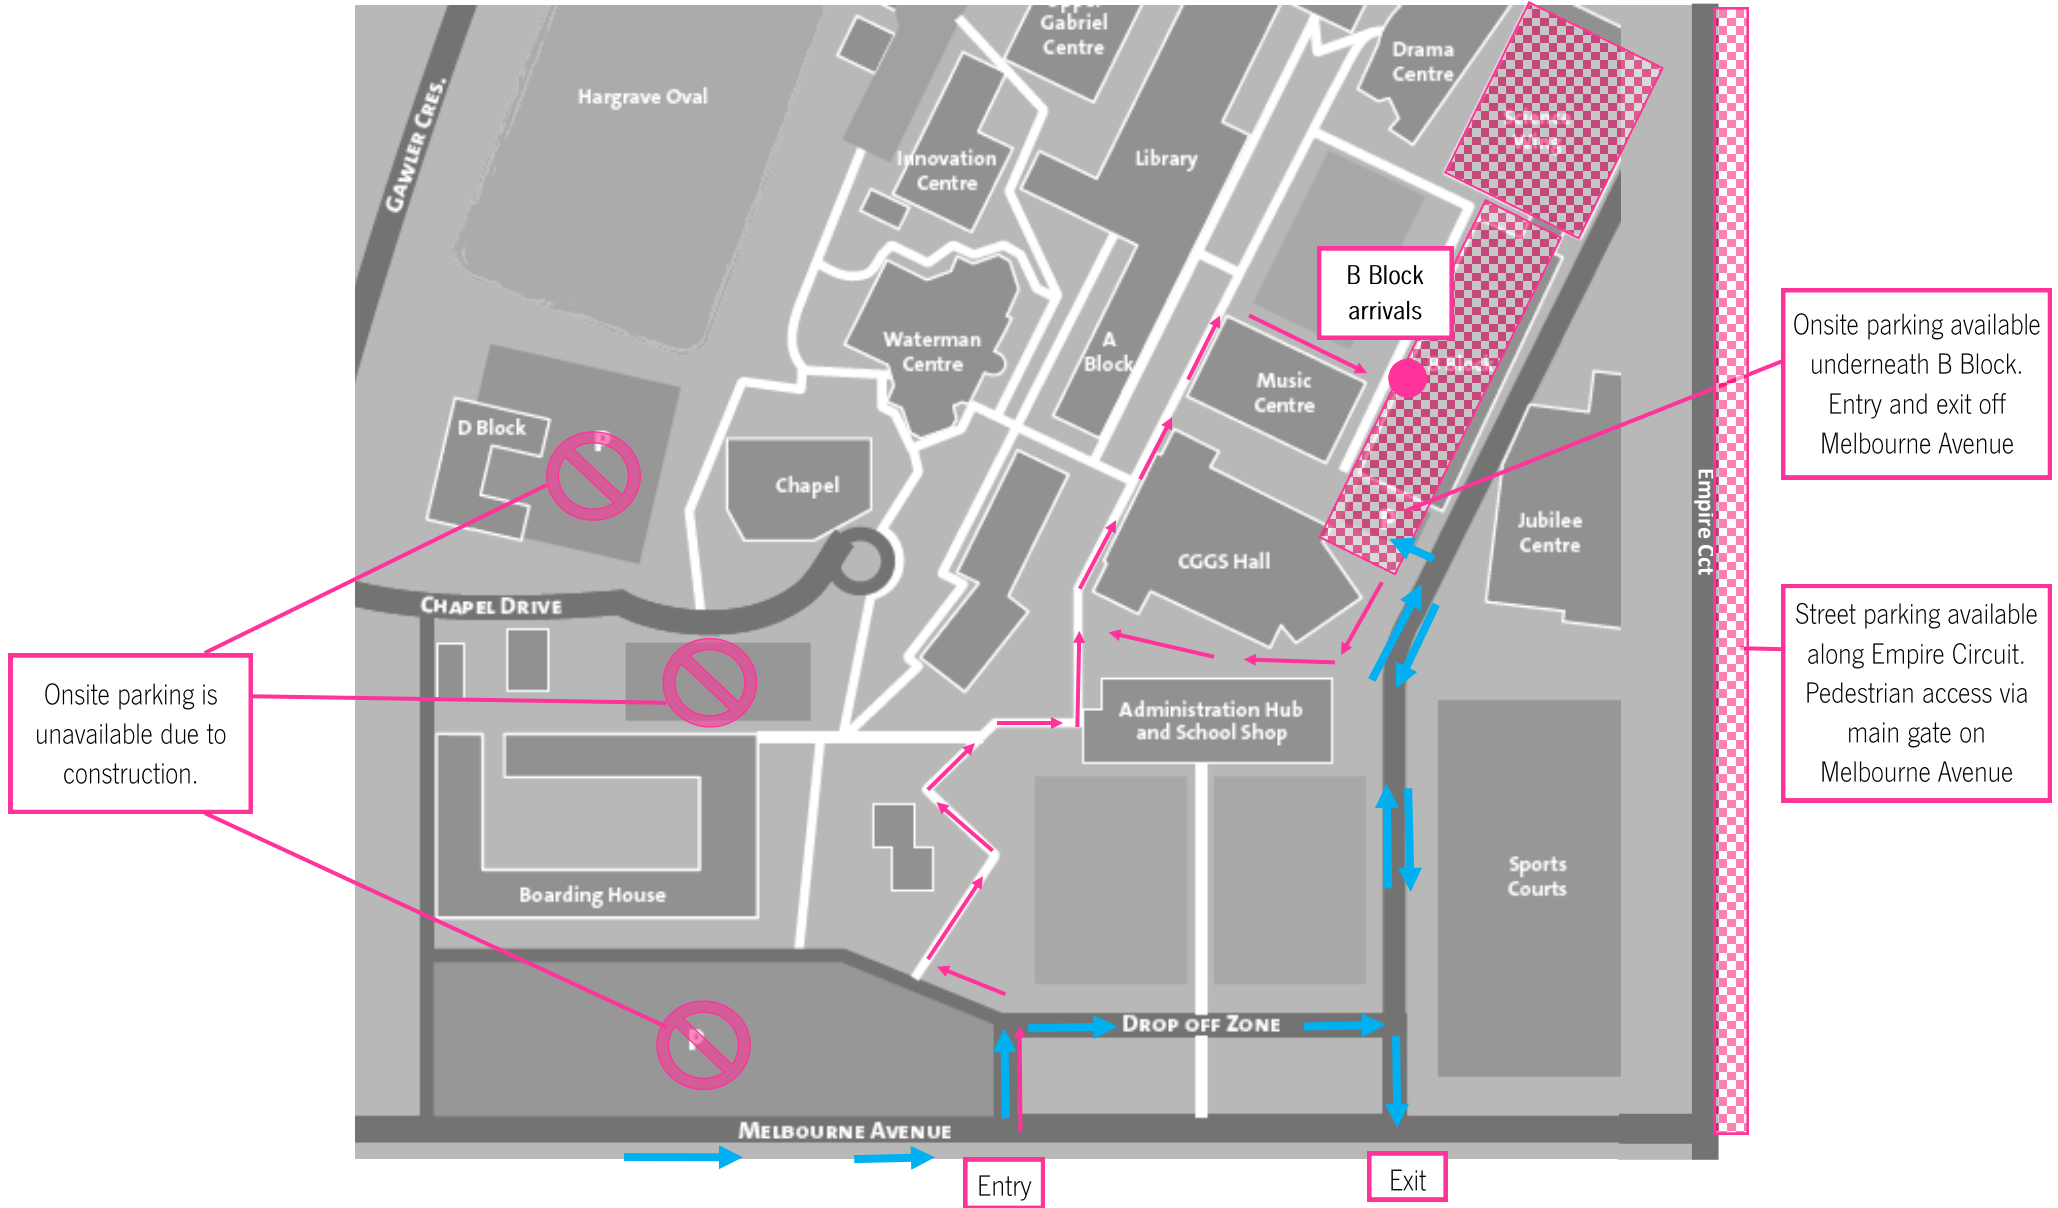 Upper
Gabriel
Centre
Drama
Centre
Hargrave Oval
GAWLER CRES.
Science
Wing
Innovation
Centre
Library
B Block
arrivals
Onsite parking available
underneath B Block.
Entry and exit off
Melbourne Avenue
Waterman
Centre
A
Block
B Block
Music
Centre
D Block
P
Chapel
P
Empire Cct
Jubilee
Centre
CGGS Hall
CHAPEL DRIVE
Street parking available
along Empire Circuit.
Pedestrian access via
main gate on
Melbourne Avenue
Onsite parking is
unavailable due to
construction.
Administration Hub
and School Shop
Boarding House
Sports
Courts
DROP OFF ZONE
P
MELBOURNE AVENUE
Entry
Exit